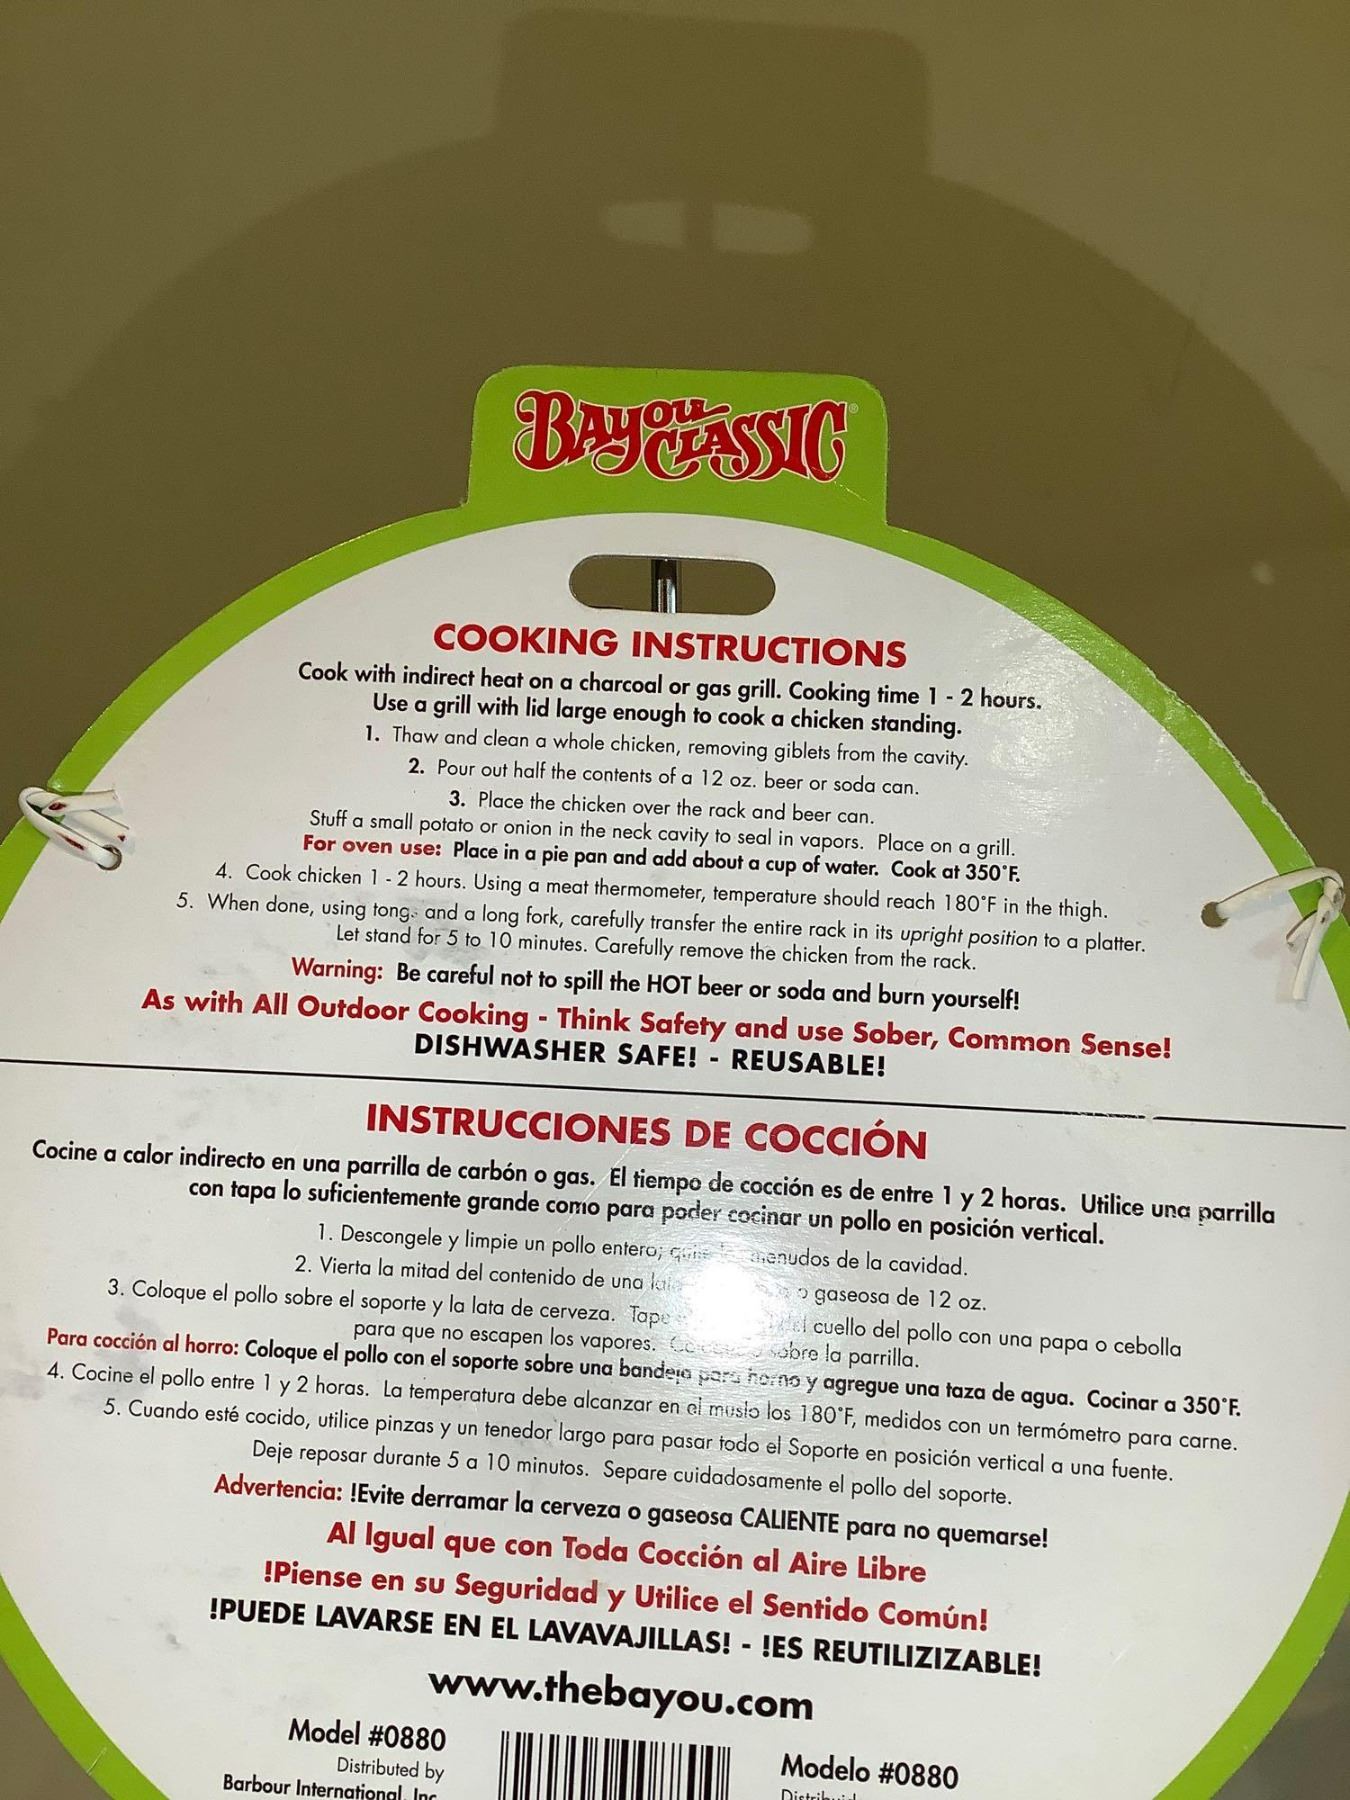 BAYOU CLASSIC®
COOKING INSTRUCTIONS
Cook with indirect heat on a charcoal or gas grill. Cooking time 1 - 2 hours.
Use a grill with lid large enough to cook a chicken standing.
1. Thaw and clean a whole chicken, removing giblets from the cavity.
2. Pour out half the contents of a 12 oz. beer or soda can.
3. Place the chicken over the rack and beer can.
Stuff a small potato or onion in the neck cavity to seal in vapors. Place on a grill.
For oven use: Place in a pie pan and add about a cup of water. Cook at 350°F.
4. Cook chicken 1 - 2 hours. Using a meat thermometer, temperature should reach 180°F in the thigh.
5. When done, using tongs and a long fork, carefully transfer the entire rack in its upright position to a platter.
Let stand for 5 to 10 minutes. Carefully remove the chicken from the rack.
Warning: Be careful not to spill the HOT beer or soda and burn yourself!
As with All Outdoor Cooking - Think Safety and use Sober, Common Sense!
DISHWASHER SAFE! - REUSABLE!
INSTRUCCIONES DE COCCIÓN
Cocine a calor indirecto en una parrilla de carbón o gas. El tiempo de cocción es de entre 1 y 2 horas. Utilice una parrilla
con tapa lo suficientemente grande como para poder cocinar un pollo en posición vertical.
1. Descongele y limpie un pollo entero; menudos de la cavidad.
2. Vierta la mitad del contenido de una o gaseosa de 12 oz.
3. Coloque el pollo sobre el soporte y la lata de cerveza. cuello del pollo con una papa o cebolla
para que no escapen los vapores. sobre la parrilla.
Para cocción al horro: Coloque el pollo con el soporte sobre una bandeja para horno y agregue una taza de agua. Cocinar a 350°F.
4. Cocine el pollo entre 1 y 2 horas. La temperatura debe alcanzar en el muslo los 180°F, medidos con un termómetro para carne.
5. Cuando esté cocido, utilice pinzas y un tenedor largo para pasar todo el Soporte en posición vertical a una fuente.
Deje reposar durante 5 a 10 minutos. Separe cuidadosamente el pollo del soporte.
Advertencia: !Evite derramar la cerveza o gaseosa CALIENTE para no quemarse!
Al Igual que con Toda Cocción al Aire Libre
!Piense en su Seguridad y Utilice el Sentido Común!
!PUEDE LAVARSE EN EL LAVAVAJILLAS! - !ES REUTILIZIZABLE!
www.thebayou.com
Model #0880
Distributed by
Barbour International, Inc
Modelo #0880